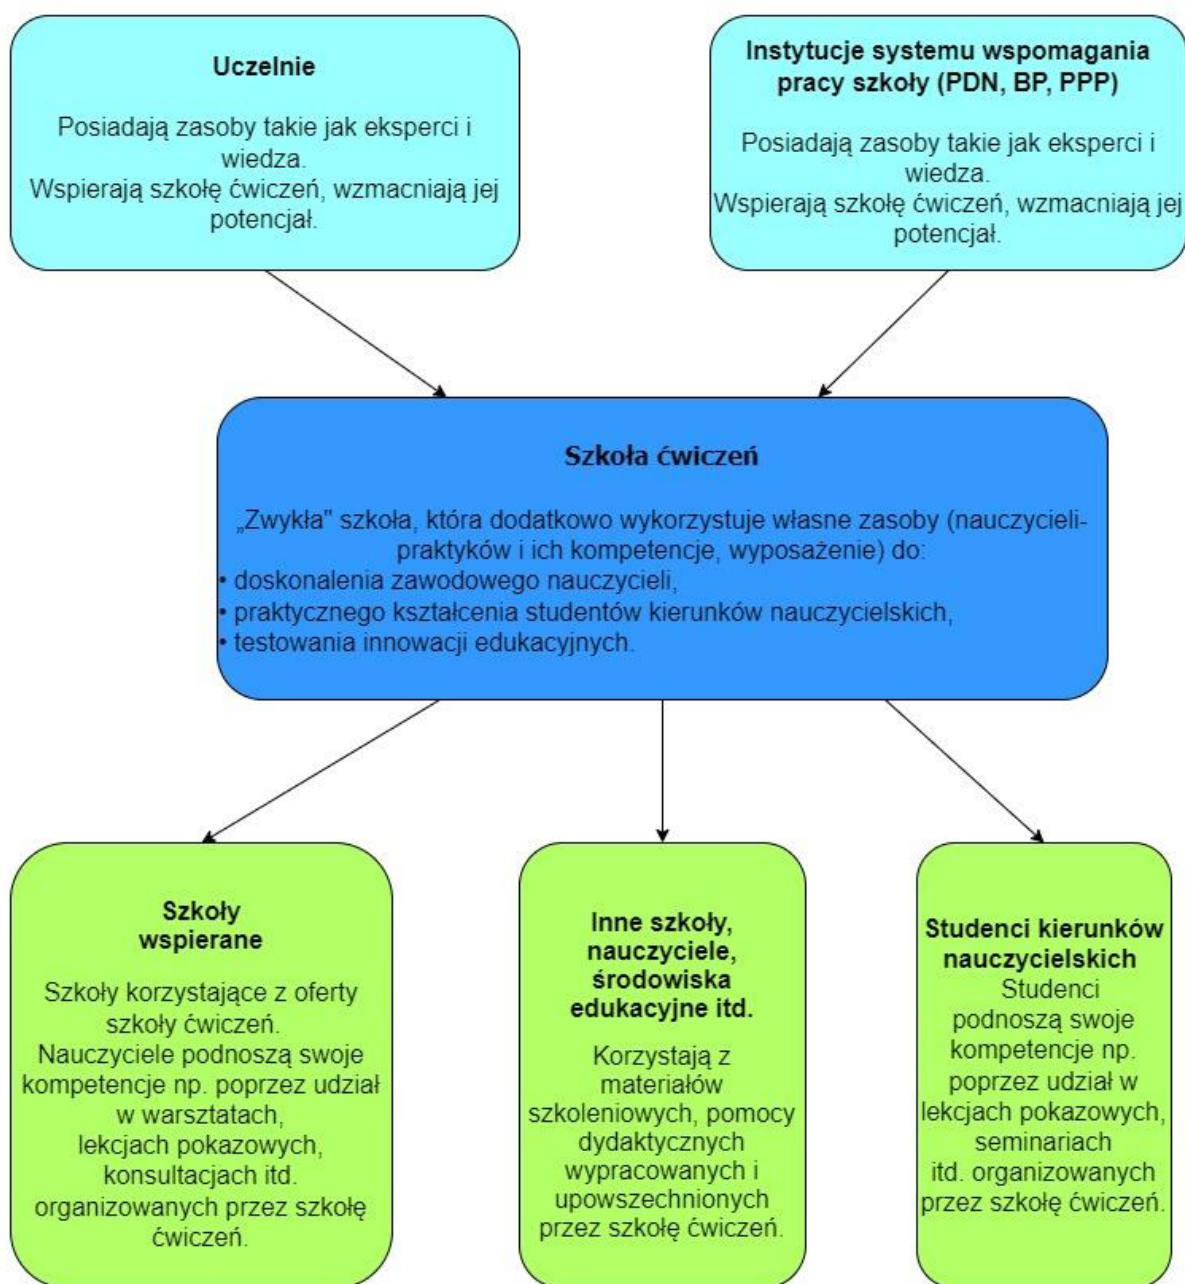 Uczelnie
Posiadają zasoby takie jak eksperci i
wiedza.
Wspierają szkołę ćwiczeń, wzmacniają jej
potencjał.
Instytucje systemu wspomagania
pracy szkoły (PDN, BP, PPP)
Posiadają zasoby takie jak eksperci i
wiedza.
Wspierają szkołę ćwiczeń, wzmacniają jej
potencjał.
Szkoła ćwiczeń
„Zwykła" szkoła, która dodatkowo wykorzystuje własne zasoby (nauczycieli-
praktyków i ich kompetencje, wyposażenie) do:
• doskonalenia zawodowego nauczycieli,
• praktycznego kształcenia studentów kierunków nauczycielskich,
• testowania innowacji edukacyjnych.
Szkoły
wspierane
Szkoły korzystające z oferty
szkoły ćwiczeń.
Nauczyciele podnoszą swoje
kompetencje np. poprzez udział
w warsztatach,
lekcjach pokazowych,
konsultacjach itd.
organizowanych przez szkołę
ćwiczeń.
Inne szkoły,
nauczyciele,
środowiska
edukacyjne itd.
Korzystają z
materiałów
szkoleniowych, pomocy
dydaktycznych
wypracowanych i
upowszechnionych
przez szkołę ćwiczeń.
Studenci kierunków
nauczycielskich
Studenci
podnoszą swoje
kompetencje np.
poprzez udział w
lekcjach pokazowych,
seminariach
itd. organizowanych
przez szkołę ćwiczeń.